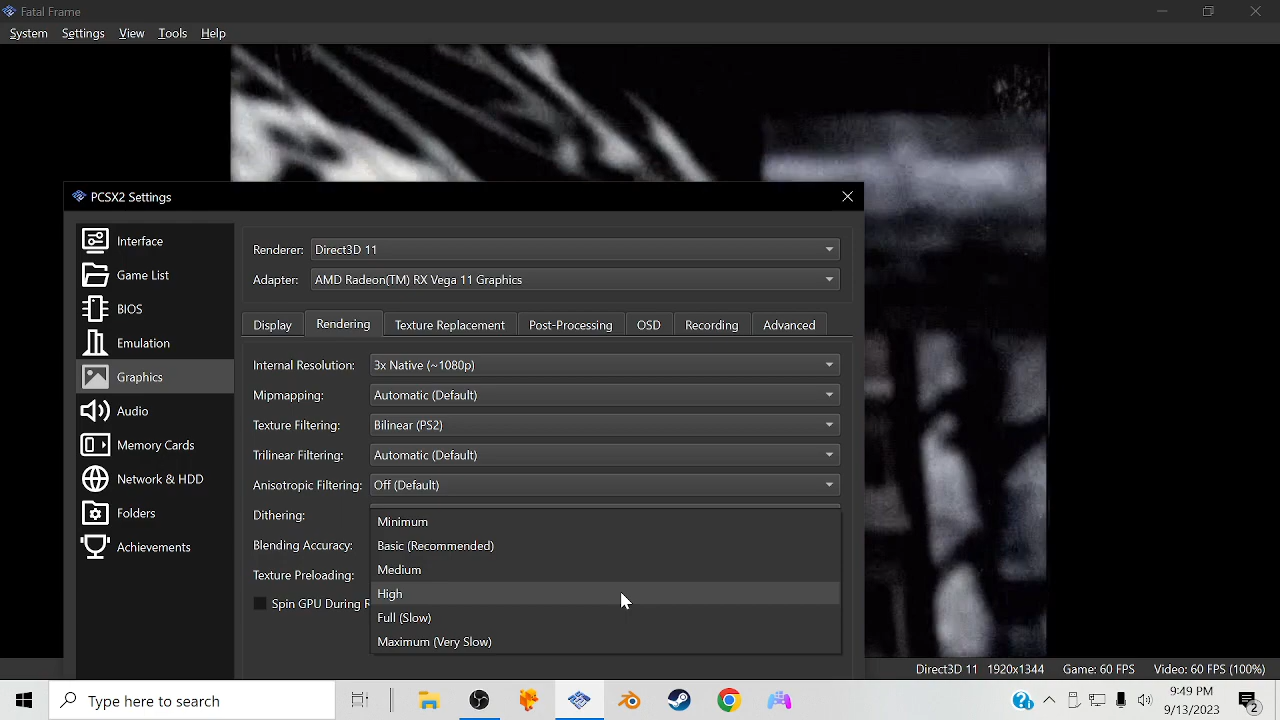 Fatal Frame
System Settings View Tools Help
PCSX2 Settings
Interface
Game List
BIOS
Emulation
Graphics
Audio
Memory Cards
Network & HDD
Folders
Achievements
Renderer: Direct3D 11
Adapter: AMD Radeon(TM) RX Vega 11 Graphics
Display Rendering Texture Replacement Post-Processing OSD Recording Advanced
Internal Resolution: 3x Native (~1080p)
Mipmapping: Automatic (Default)
Texture Filtering: Bilinear (PS2)
Trilinear Filtering: Automatic (Default)
Anisotropic Filtering: Off (Default)
Dithering:
Blending Accuracy:
Texture Preloading:
Spin GPU During R
Minimum
Basic (Recommended)
Medium
High
Full (Slow)
Maximum (Very Slow)
Direct3D 11 1920x1344 Game: 60 FPS Video: 60 FPS (100%)
Type here to search
9:49 PM
9/13/2023
2